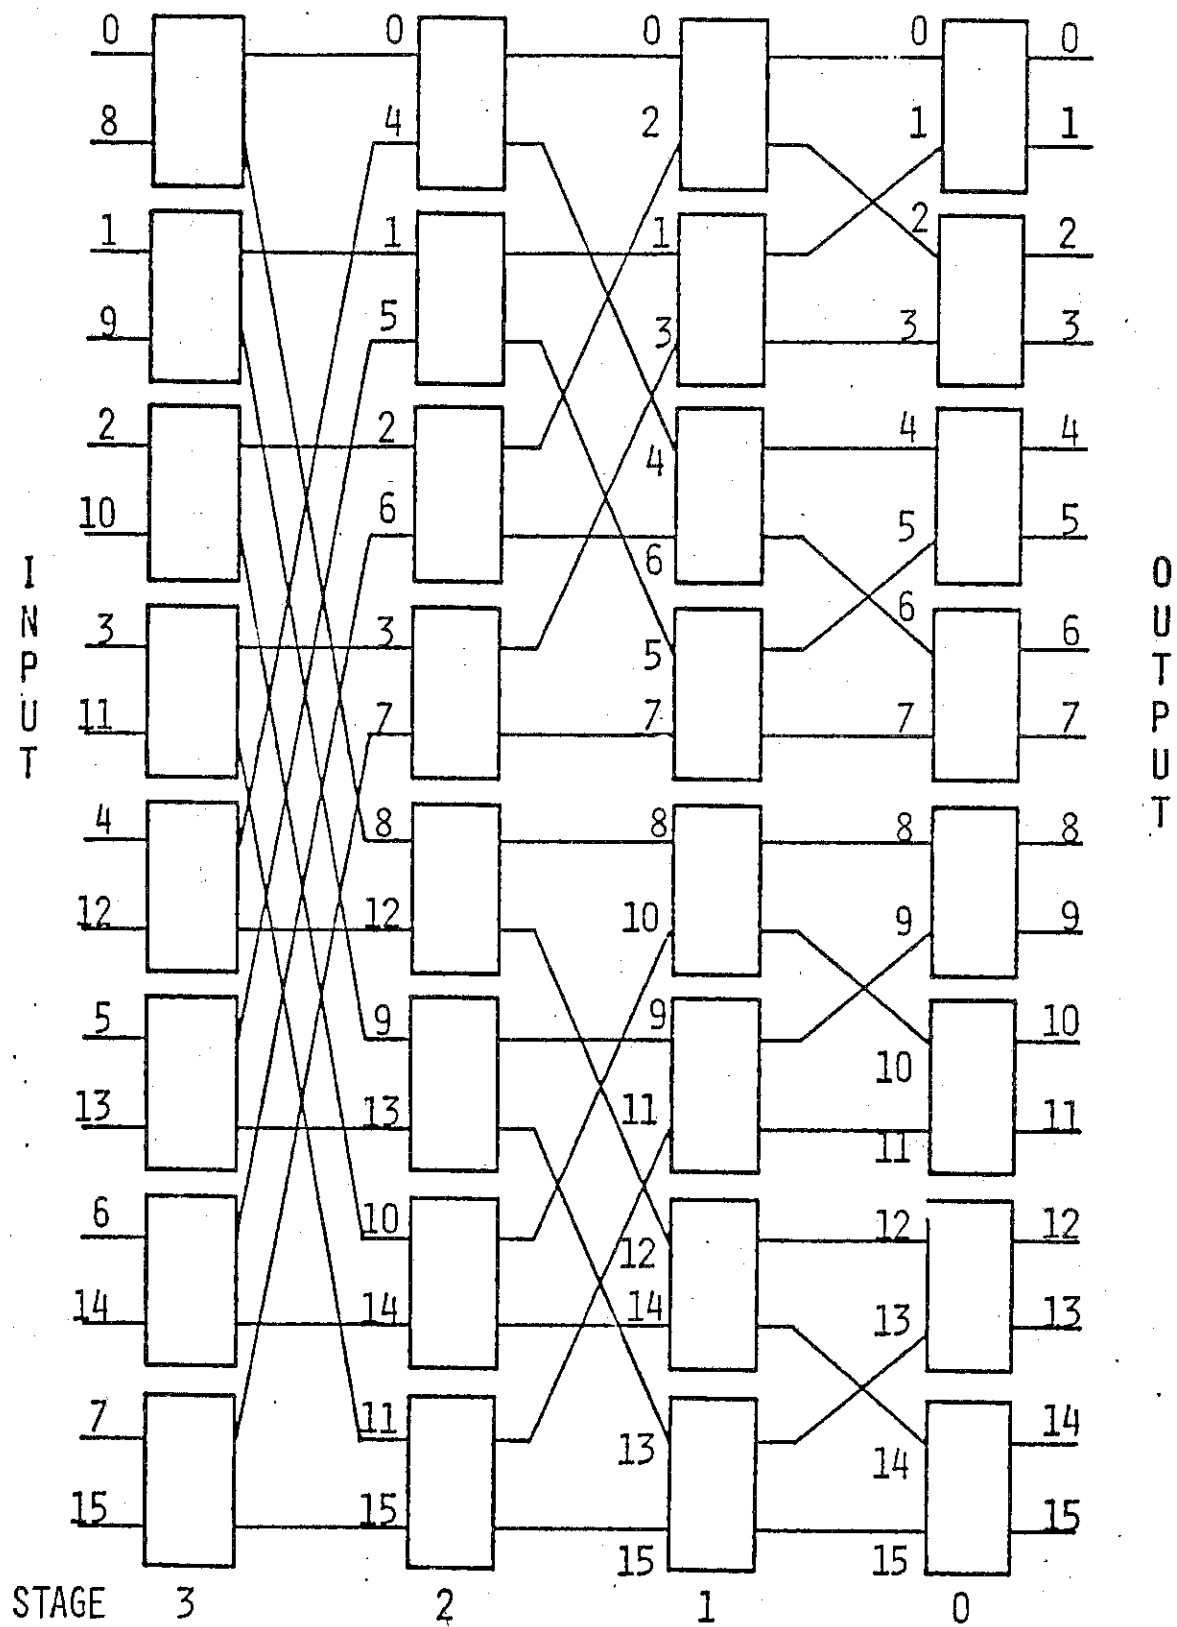 0 0 0 0 0
8 4 2 1 1
1 1 1 2 2
9 5 3 3 3
2 2 4 4 4
10 6 6 5 5
3 3 5 6 6
11 7 7 7 7
4 8 8 8 8
12 12 10 9 9
5 9 9 10 10
13 13 11 11 11
6 10 12 12 12
14 14 14 13 13
7 11 13 14 14
15 15 15 15 15
INPUT
OUTPUT
STAGE 3 2 1 0